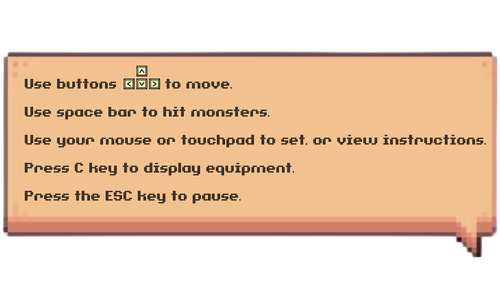 Use buttons ^ < v > to move.
Use space bar to hit monsters.
Use your mouse or touchpad to set, or view instructions.
Press C key to display equipment.
Press the ESC key to pause.